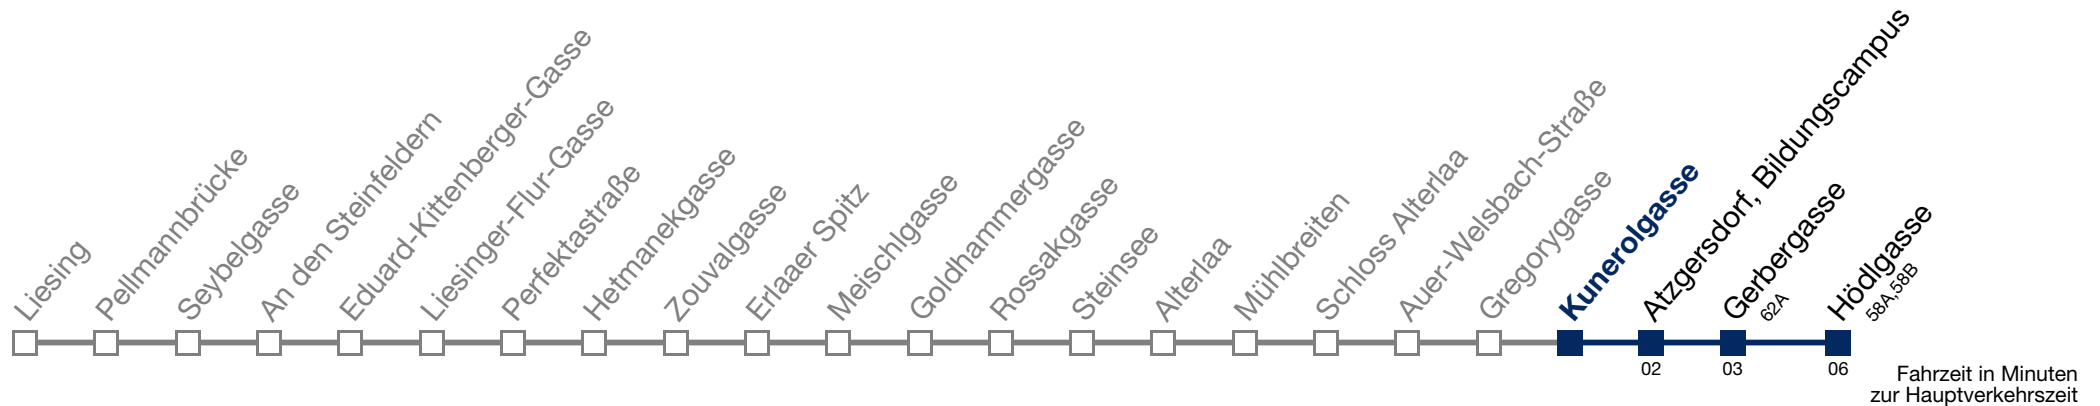 Liesing
Pellmannbrücke
Seybelgasse
An den Steinfeldern
Eduard-Kittenberger-Gasse
Liesinger-Flur-Gasse
Perfektastraße
Hetmanekgasse
Zouvalgasse
Erlaaer Spitz
Meischlgasse
Goldhammergasse
Rossakgasse
Steinsee
Alterlaa
Mühlbreiten
Schloss Alterlaa
Auer-Welsbach-Straße
Gregorygasse
Kunerolgasse
Atzgersdorf, Bildungscampus
Gerbergasse
62A
Hödlgasse
58A,58B
02
03
06
Fahrzeit in Minuten
zur Hauptverkehrszeit